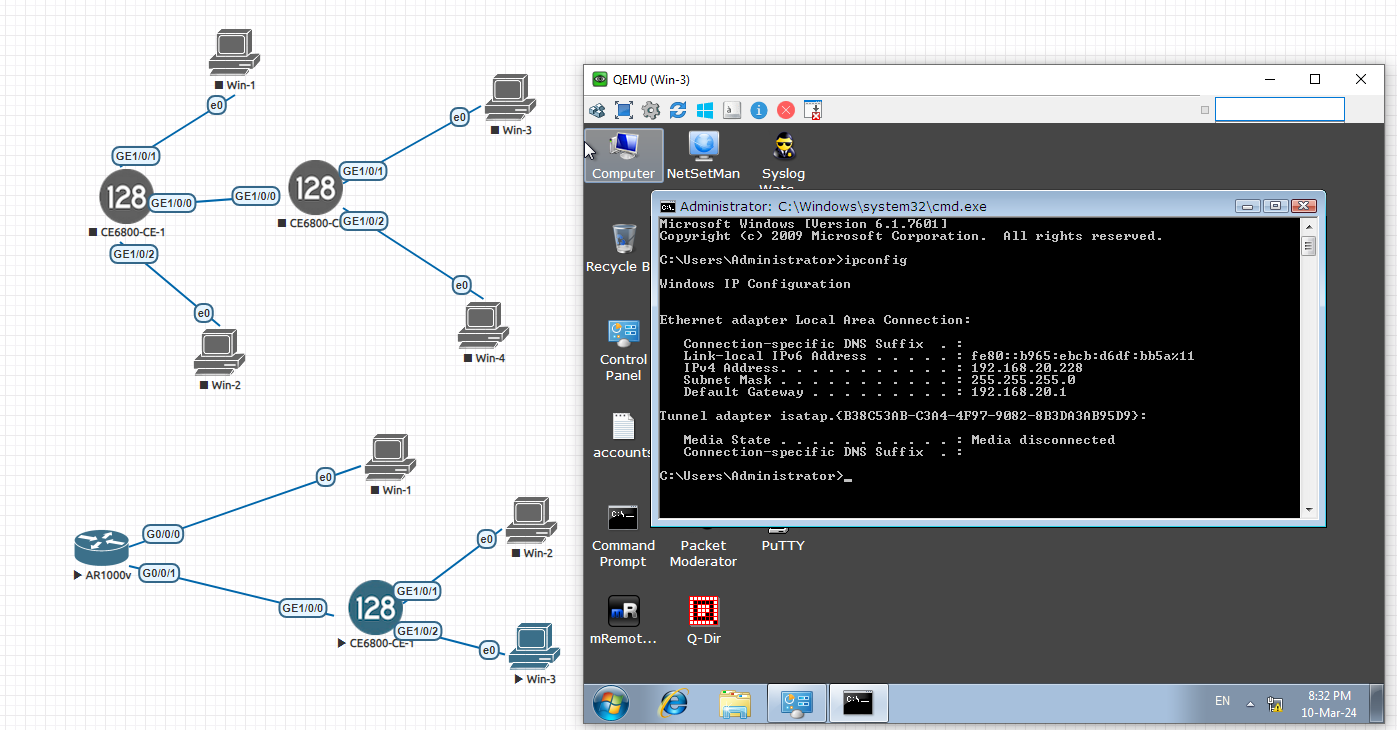 Win-1
e0
Win-3
e0
GE1/0/1
128
GE1/0/0
GE1/0/0
128
GE1/0/1
CE6800-CE-1
CE6800-C
GE1/0/2
GE1/0/2
e0
e0
Win-4
Win-2
e0
Win-1
G0/0/0
AR1000v
G0/0/1
e0
Win-2
GE1/0/0
128
GE1/0/1
GE1/0/2
CE6800-CE-1
e0
Win-3
QEMU (Win-3)
Computer
NetSetMan
Syslog
Recycle B
Control
Panel
accounts
Command
Prompt
Packet
Moderator
PuTTY
mRemot...
Q-Dir
Administrator: C:\Windows\system32\cmd.exe
Microsoft Windows [Version 6.1.7601]
Copyright (c) 2009 Microsoft Corporation.  All rights reserved.
C:\Users\Administrator>ipconfig
Windows IP Configuration
Ethernet adapter Local Area Connection:
Connection-specific DNS Suffix  . :
Link-local IPv6 Address . . . . . : fe80::b965:ebcb:d6df:bb5a%11
IPv4 Address. . . . . . . . . . . : 192.168.20.228
Subnet Mask . . . . . . . . . . . : 255.255.255.0
Default Gateway . . . . . . . . . : 192.168.20.1
Tunnel adapter isatap.{B38C53AB-C3A4-4F97-9082-8B3DA3AB95D9}:
Media State . . . . . . . . . . . : Media disconnected
Connection-specific DNS Suffix  . :
C:\Users\Administrator>_
EN
8:32 PM
10-Mar-24